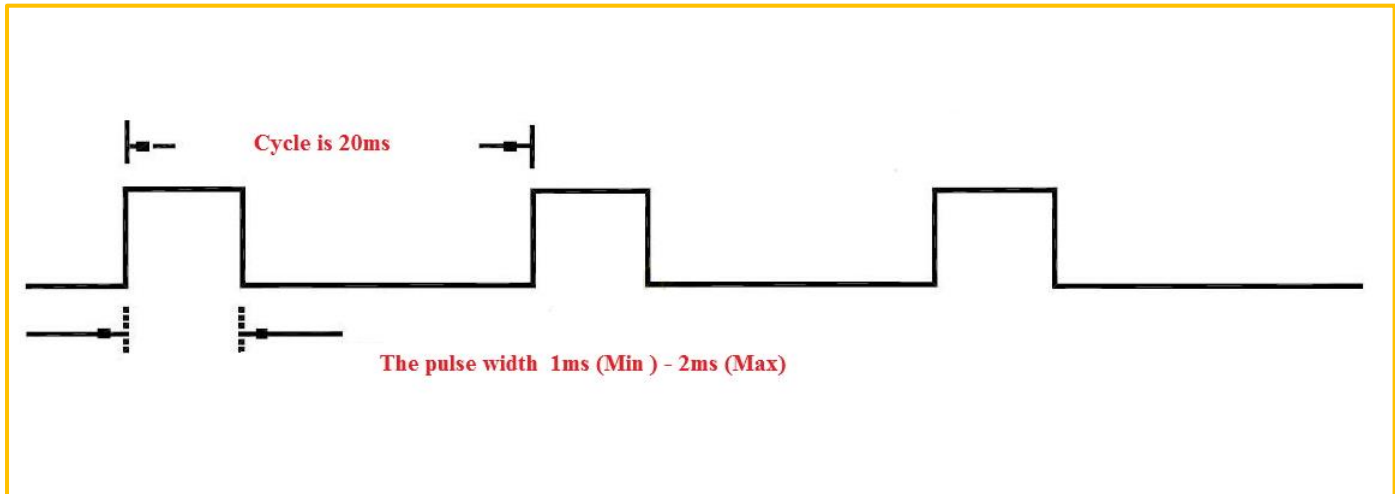 Cycle is 20ms
The pulse width 1ms (Min ) - 2ms (Max)